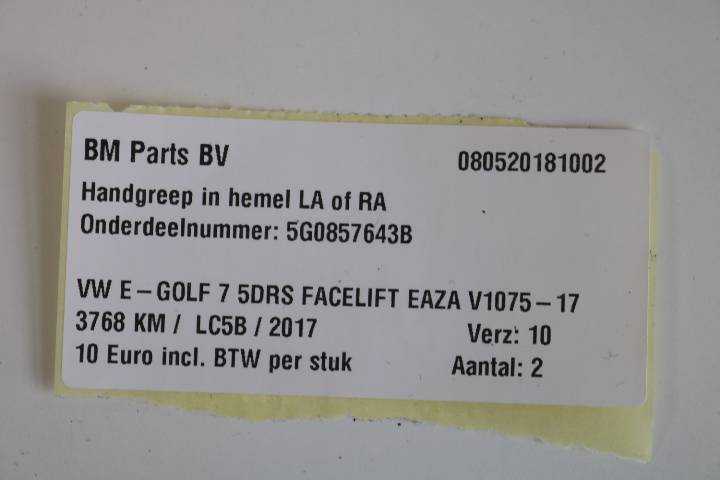 BM Parts BV 080520181002
Handgreep in hemel LA of RA
Onderdeelnummer: 5G0857643B
VW E-GOLF 7 5DRS FACELIFT EAZA V1075-17
3768 KM / LC5B / 2017 Verz: 10
10 Euro incl. BTW per stuk Aantal: 2